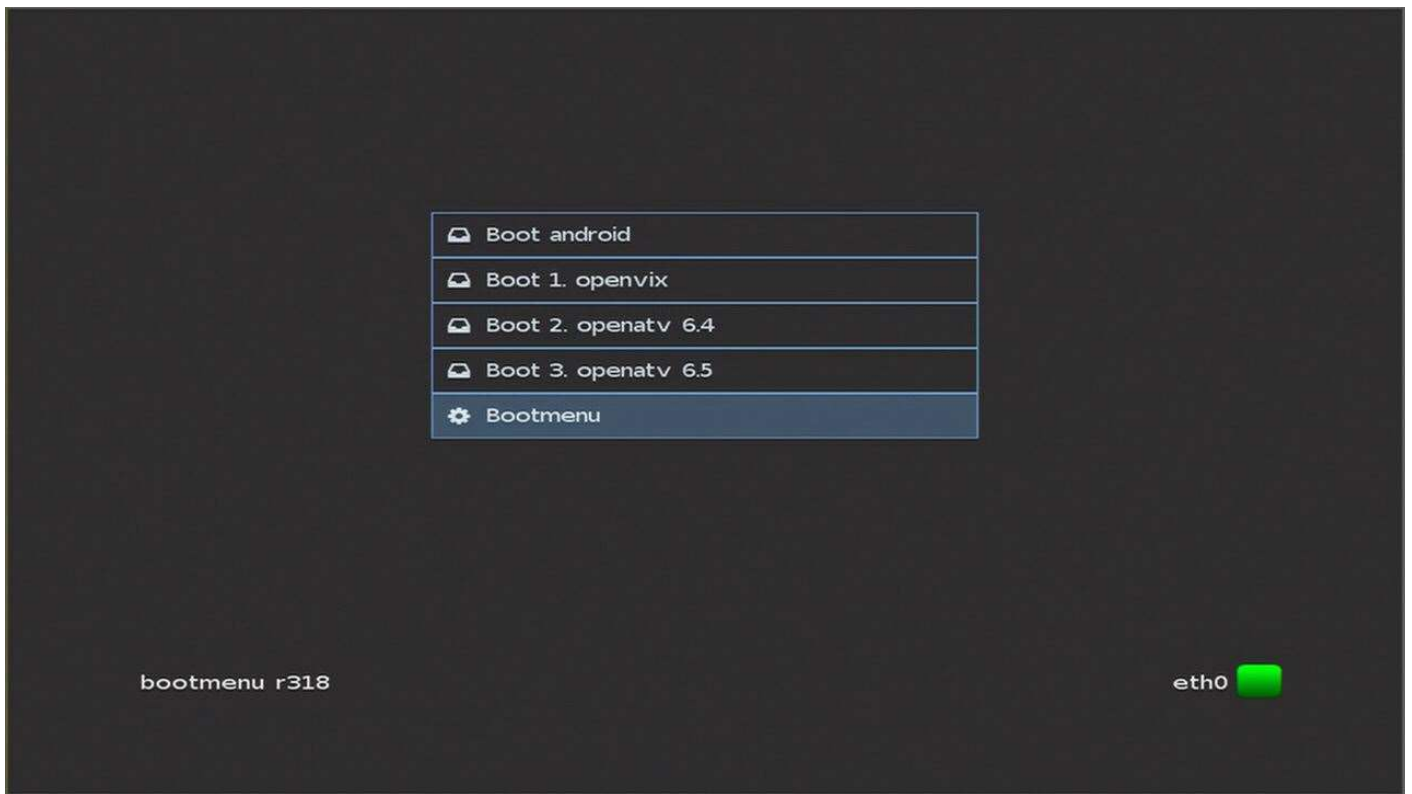 Boot android
Boot 1. openvix
Boot 2. openatv 6.4
Boot 3. openatv 6.5
Bootmenu
bootmenu r318
eth0